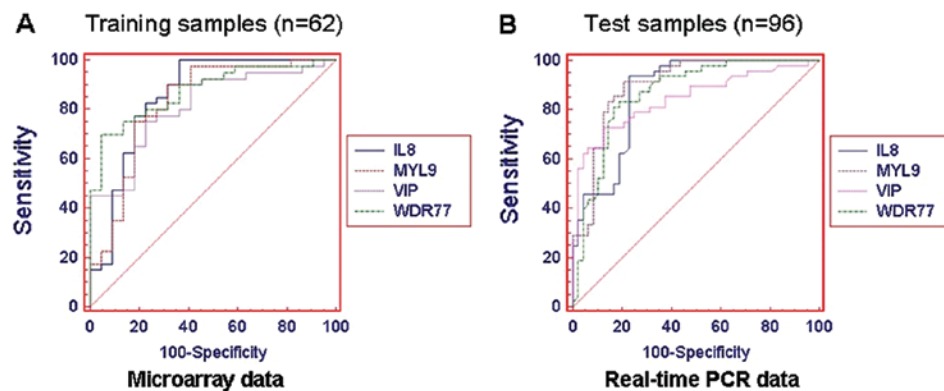 A Training samples (n=62)
100
80
60
40
20
0
Sensitivity
0 20 40 60 80 100
100-Specificity
Microarray data
IL8
MYL9
VIP
WDR77
B Test samples (n=96)
100
80
60
40
20
0
Sensitivity
0 20 40 60 80 100
100-Specificity
Real-time PCR data
IL8
MYL9
VIP
WDR77